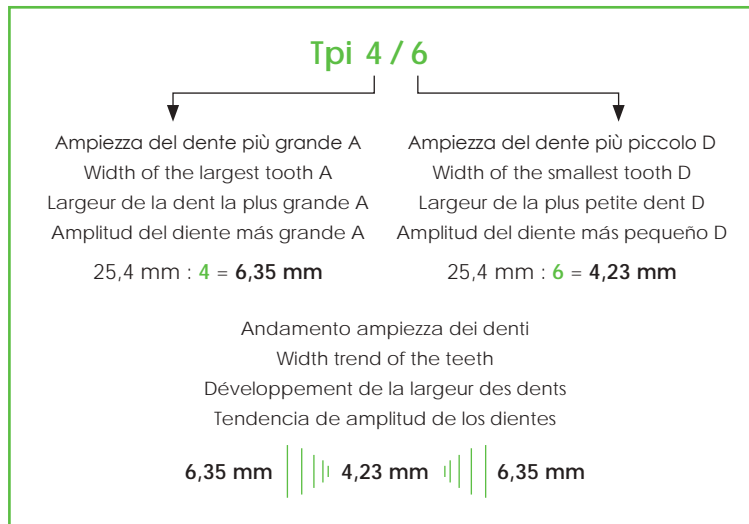 Tpi 4 / 6
Ampiezza del dente più grande A
Width of the largest tooth A
Largeur de la dent la plus grande A
Amplitud del diente más grande A
25,4 mm : 4 = 6,35 mm
Ampiezza del dente più piccolo D
Width of the smallest tooth D
Largeur de la plus petite dent D
Amplitud del diente más pequeño D
25,4 mm : 6 = 4,23 mm
Andamento ampiezza dei denti
Width trend of the teeth
Développement de la largeur des dents
Tendencia de amplitud de los dientes
6,35 mm 4,23 mm 6,35 mm